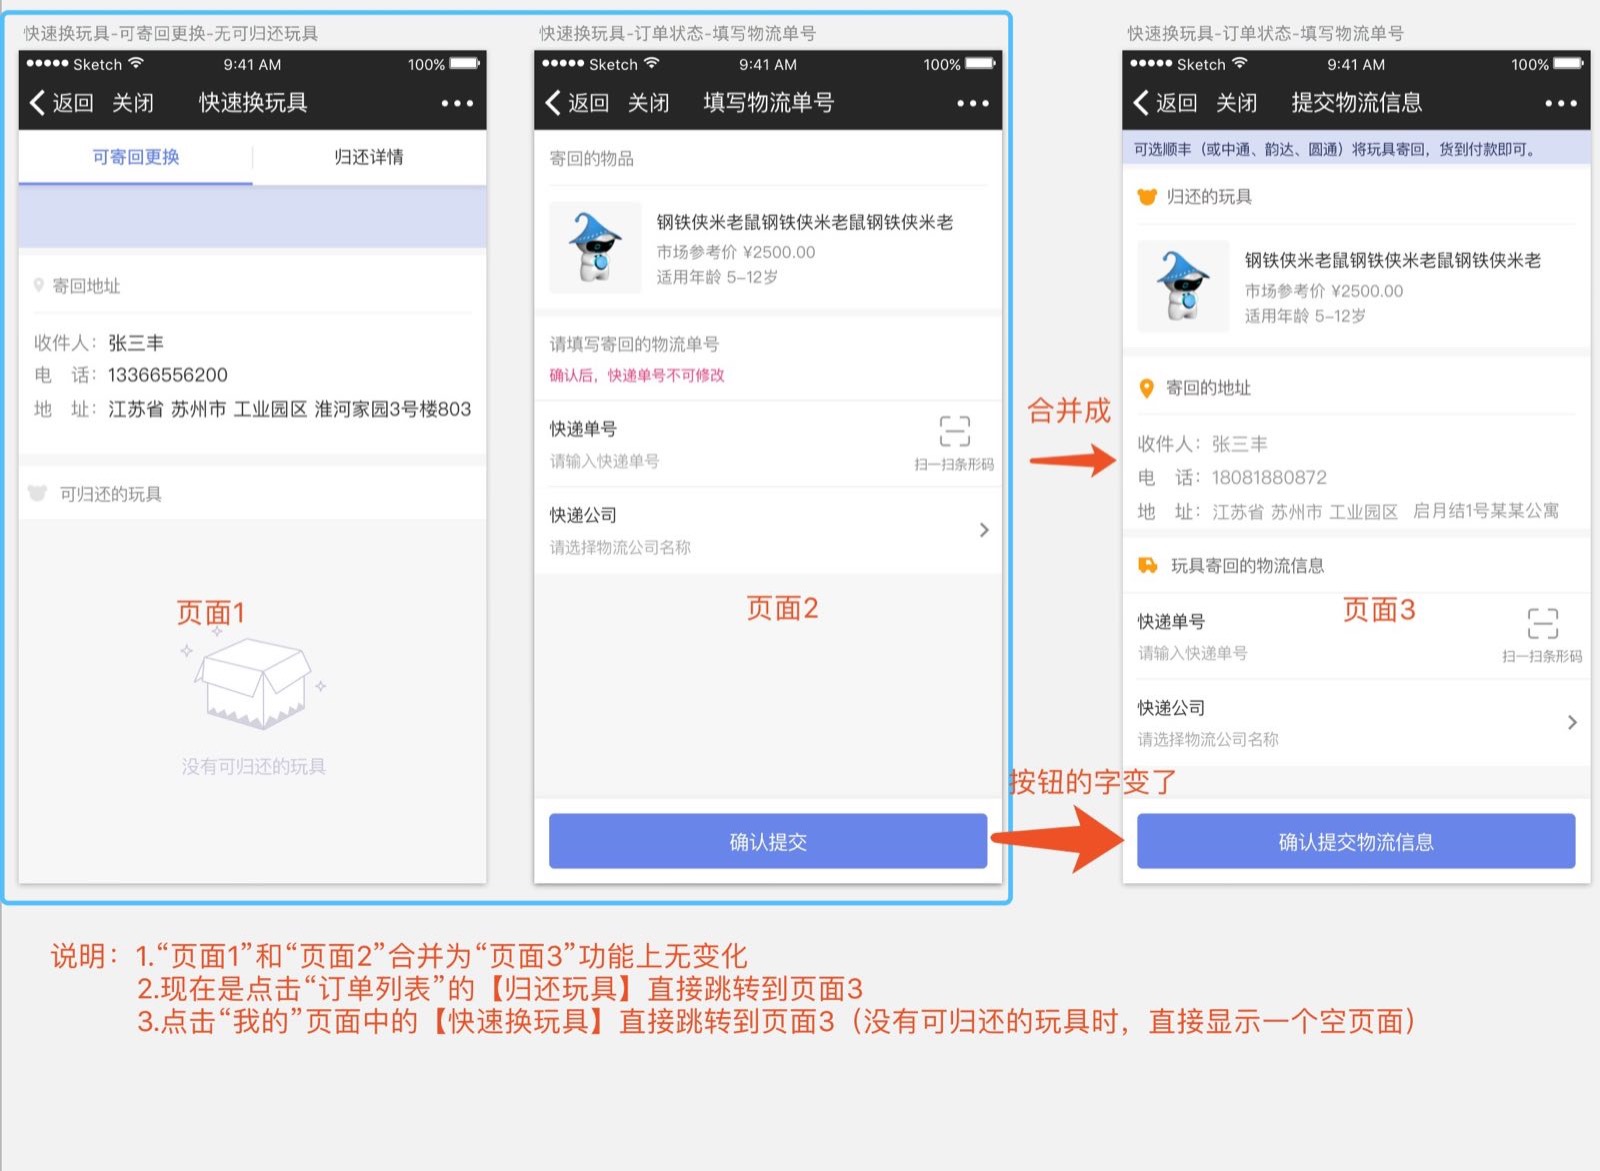 快速换玩具-可寄回更换-无可归还玩具
Sketch 9:41 AM 100%
返回 关闭 快速换玩具
可寄回更换 归还详情
寄回地址
收件人：张三丰
电 话：13366556200
地 址：江苏省 苏州市 工业园区 淮河家园3号楼803
可归还的玩具
页面1
没有可归还的玩具
快速换玩具-订单状态-填写物流单号
Sketch 9:41 AM 100%
返回 关闭 填写物流单号
寄回的物品
钢铁侠米老鼠钢铁侠米老鼠钢铁侠米老
市场参考价 ¥2500.00
适用年龄 5-12岁
请填写寄回的物流单号
确认后，快递单号不可修改
快递单号
请输入快递单号
扫一扫条形码
快递公司
请选择物流公司名称
页面2
确认提交
合并成
按钮的字变了
快速换玩具-订单状态-填写物流单号
Sketch 9:41 AM 100%
返回 关闭 提交物流信息
可选顺丰（或中通、韵达、圆通）将玩具寄回，货到付款即可。
归还的玩具
钢铁侠米老鼠钢铁侠米老鼠钢铁侠米老
市场参考价 ¥2500.00
适用年龄 5-12岁
寄回的地址
收件人：张三丰
电 话：18081880872
地 址：江苏省 苏州市 工业园区 启月结1号某某公寓
玩具寄回的物流信息
页面3
快递单号
请输入快递单号
扫一扫条形码
快递公司
请选择物流公司名称
确认提交物流信息
说明：1.“页面1”和“页面2”合并为“页面3”功能上无变化
2.现在是点击“订单列表”的【归还玩具】直接跳转到页面3
3.点击“我的”页面中的【快速换玩具】直接跳转到页面3（没有可归还的玩具时，直接显示一个空页面）